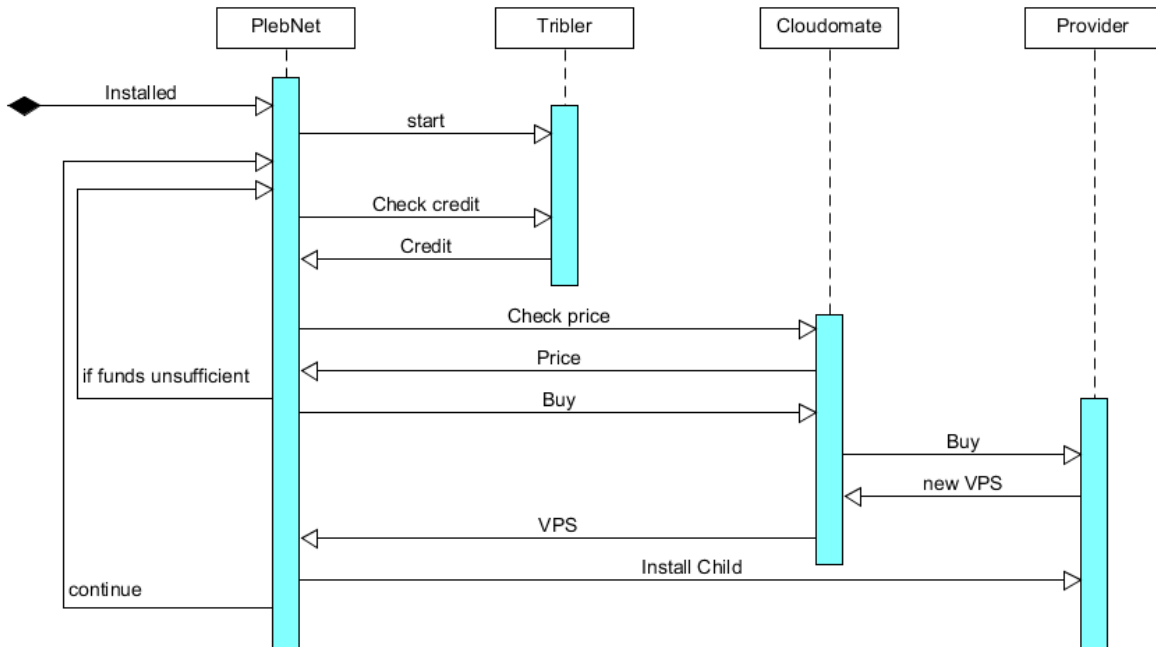 PlebNet
Tribler
Cloudomate
Provider
Installed
start
Check credit
Credit
Check price
Price
if funds unsufficient
Buy
Buy
new VPS
VPS
Install Child
continue